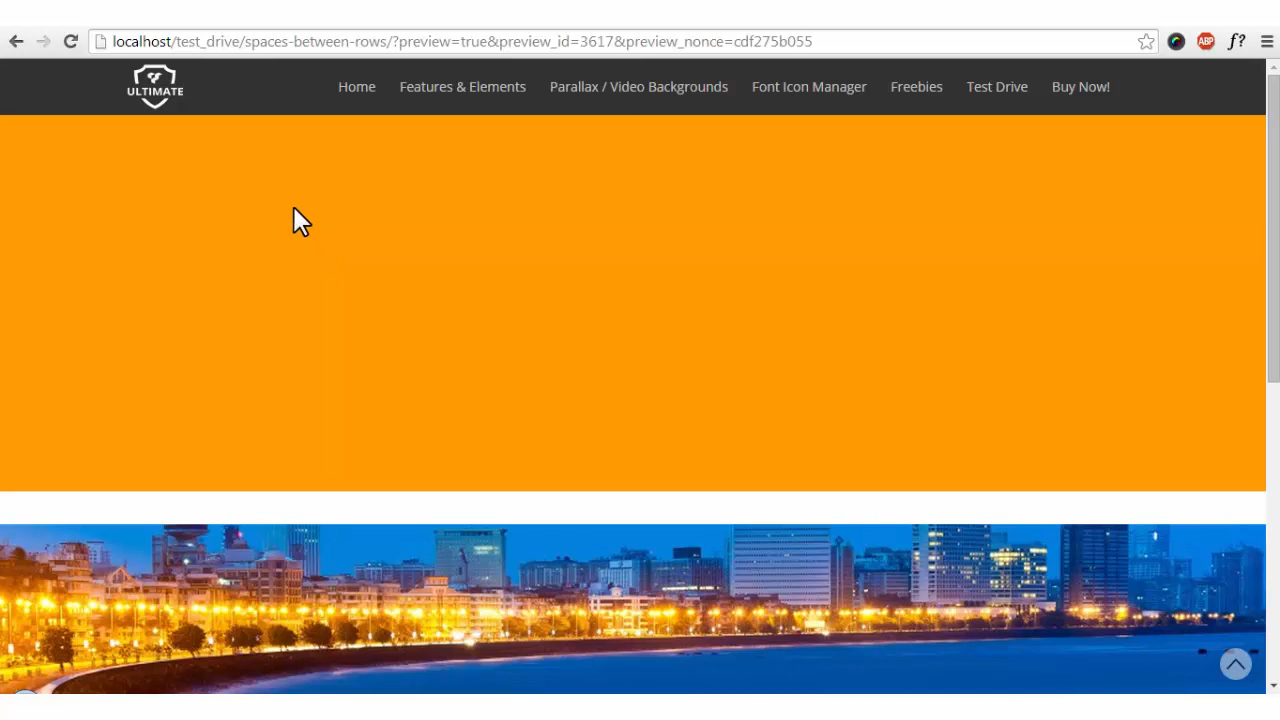 localhost/test_drive/spaces-between-rows/?preview=true&preview_id=3617&preview_nonce=cdf275b055
ABP
f?
ULTIMATE
Home
Features & Elements
Parallax / Video Backgrounds
Font Icon Manager
Freebies
Test Drive
Buy Now!